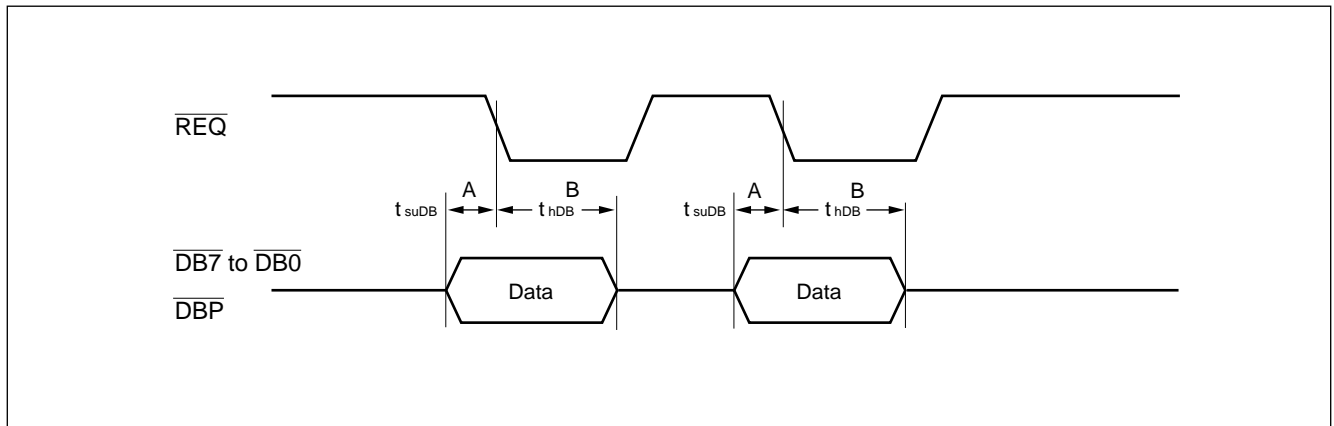 REQ
A B A B
t suDB t hDB t suDB t hDB
DB7 to DB0
Data Data
DBP